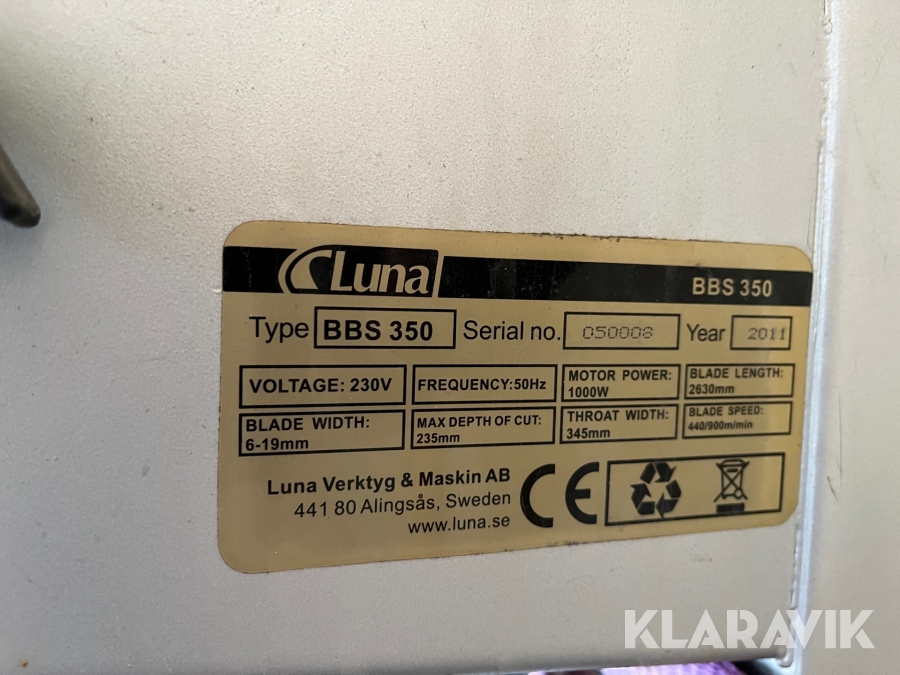 Luna
BBS 350
Type BBS 350 Serial no. 050008 Year 2011
VOLTAGE: 230V
FREQUENCY:50Hz
MOTOR POWER:
1000W
BLADE LENGTH:
2630mm
BLADE WIDTH:
6-19mm
MAX DEPTH OF CUT:
235mm
THROAT WIDTH:
345mm
BLADE SPEED:
440/900m/min
Luna Verktyg & Maskin AB
441 80 Alingsås, Sweden
www.luna.se
CE
KLARAVIK